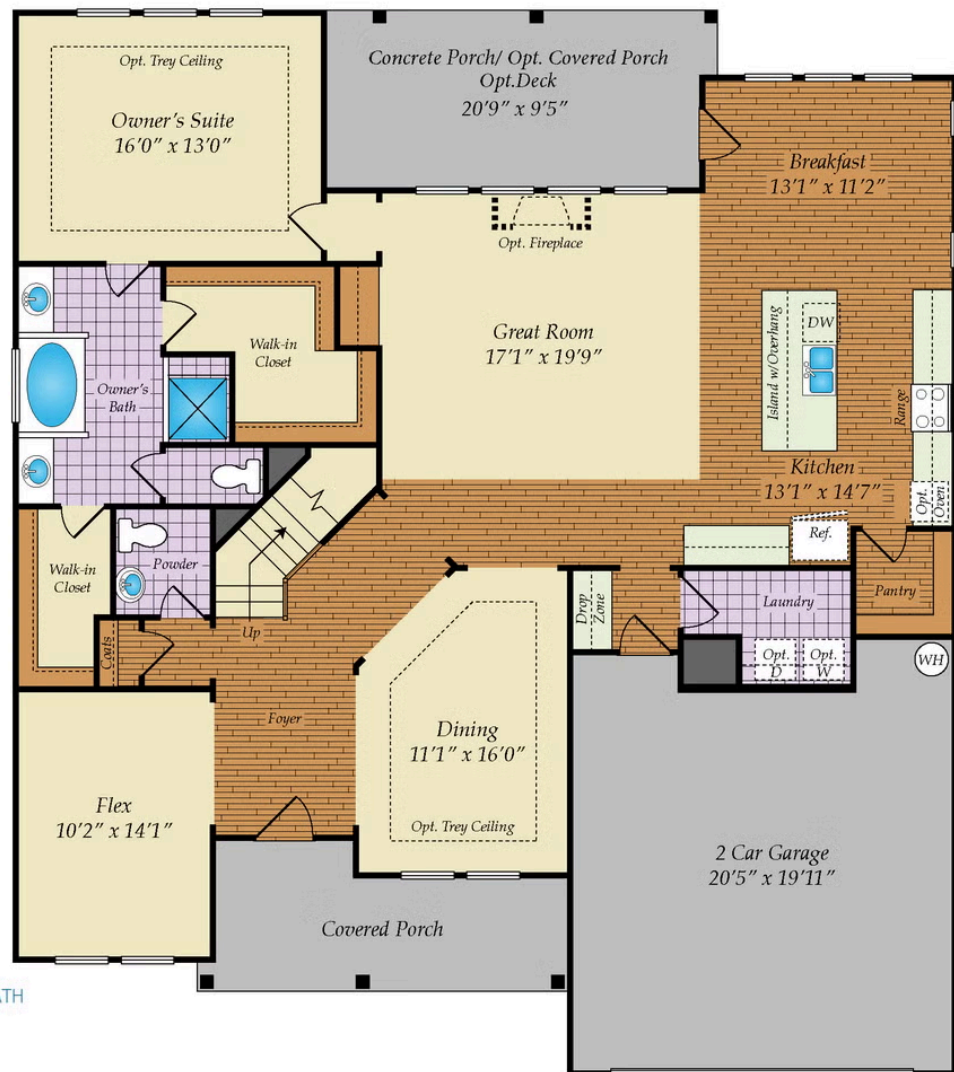 Opt. Trey Ceiling
Owner's Suite
16'0" x 13'0"
Concrete Porch/ Opt. Covered Porch
Opt.Deck
20'9" x 9'5"
Breakfast
13'1" x 11'2"
Opt. Fireplace
Great Room
17'1" x 19'9"
Walk-in
Closet
Owner's
Bath
Island w/Overhang
DW
Range
Kitchen
13'1" x 14'7"
Opt.
Oven
Ref.
Pantry
Walk-in
Closet
Powder
Up
Coats
Drop
Zone
Laundry
Opt.
D
Opt.
W
WH
Foyer
Dining
11'1" x 16'0"
Opt. Trey Ceiling
Flex
10'2" x 14'1"
2 Car Garage
20'5" x 19'11"
Covered Porch
ATH